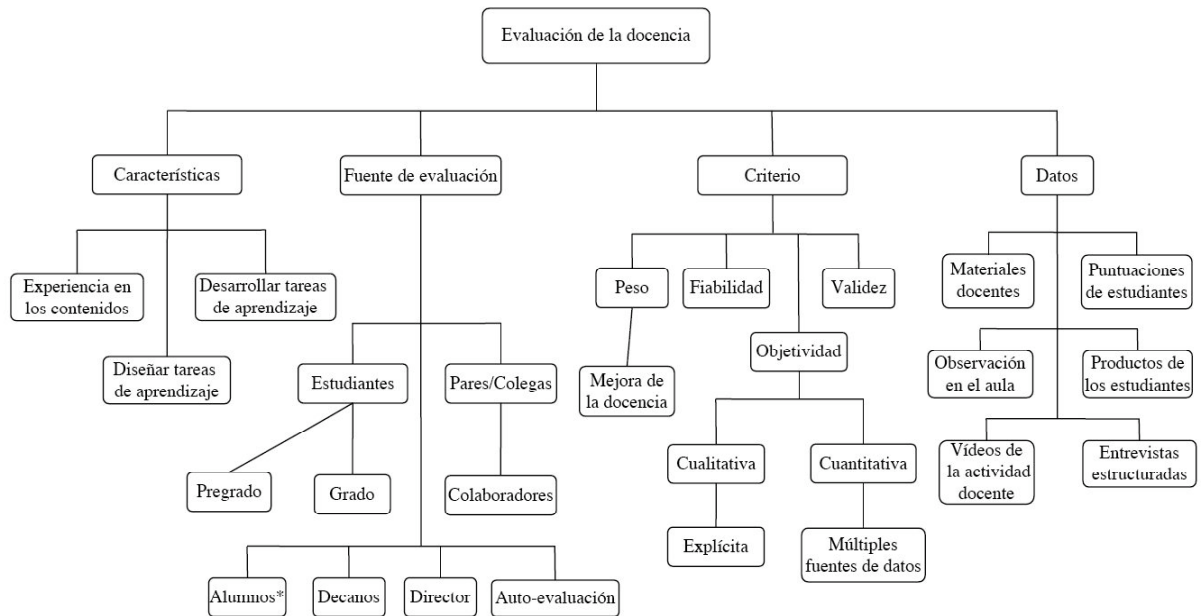 Evaluación de la docencia
Características
Fuente de evaluación
Criterio
Datos
Experiencia en
los contenidos
Desarrollar tareas
de aprendizaje
Diseñar tareas
de aprendizaje
Estudiantes
Pares/Colegas
Pregrado
Grado
Colaboradores
Alumnos*
Decanos
Director
Auto-evaluación
Peso
Fiabilidad
Validez
Objetividad
Mejora de
la docencia
Cualitativa
Cuantitativa
Explícita
Múltiples
fuentes de datos
Materiales
docentes
Puntuaciones
de estudiantes
Observación
en el aula
Productos de
los estudiantes
Vídeos de
la actividad
docente
Entrevistas
estructuradas